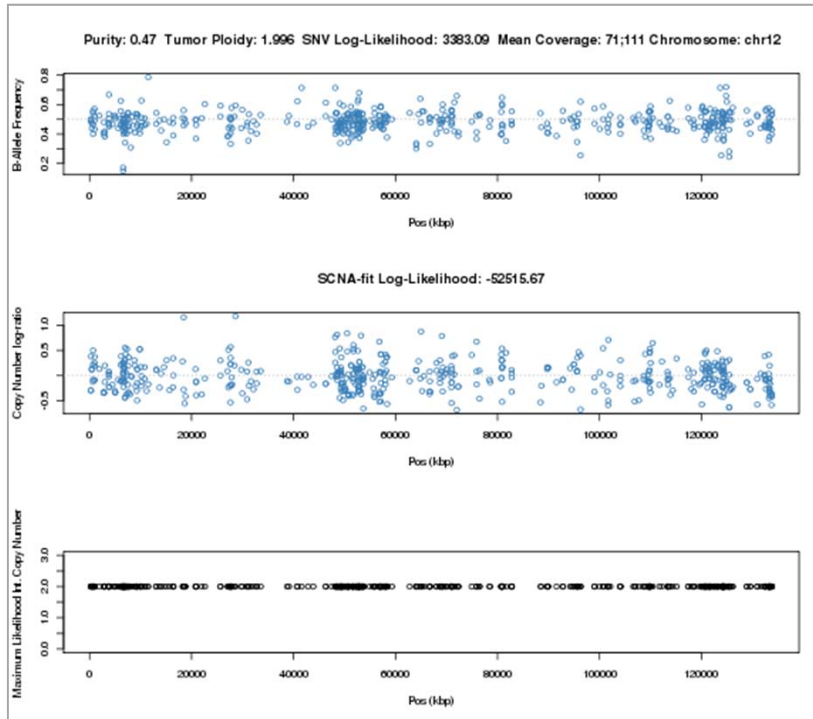 Purity: 0.47 Tumor Ploidy: 1.996 SNV Log-Likelihood: 3383.09 Mean Coverage: 71;111 Chromosome: chr12
B-Allele Frequency
0.8
0.6
0.4
0.2
0 20000 40000 60000 80000 100000 120000
Pos (kbp)
SCNA-fit Log-Likelihood: -52515.67
Copy Number log-ratio
1.0
0.5
-0.5
0 20000 40000 60000 80000 100000 120000
Pos (kbp)
Maximum Likelihood Int. Copy Number
3.0
2.0
1.0
0.0
0 20000 40000 60000 80000 100000 120000
Pos (kbp)